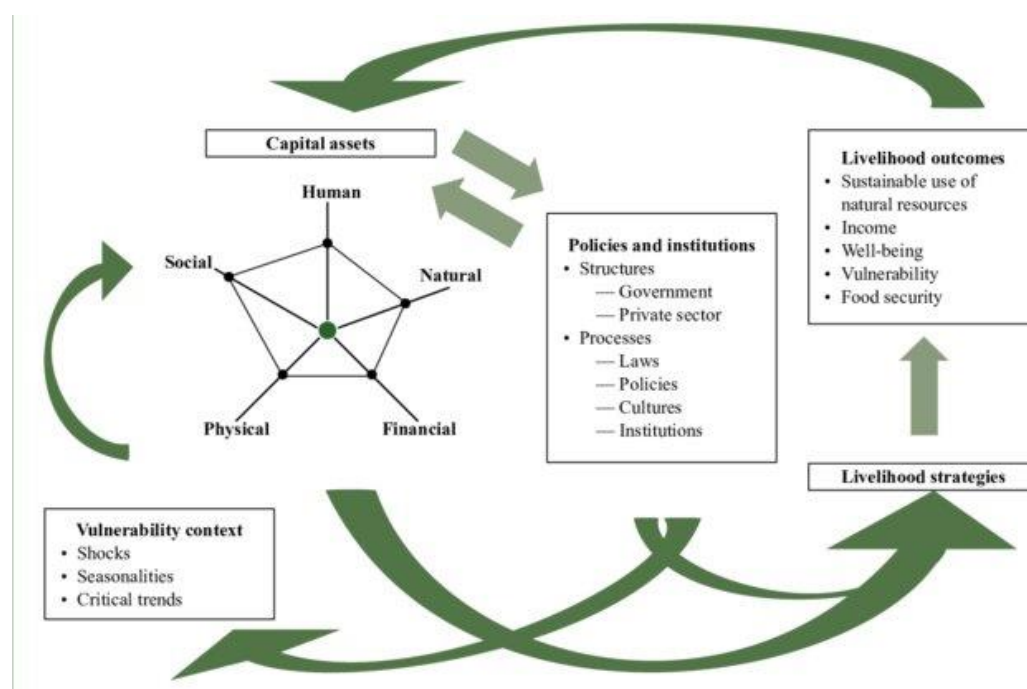 Capital assets
Human
Social
Natural
Physical
Financial
Policies and institutions
• Structures
— Government
— Private sector
• Processes
— Laws
— Policies
— Cultures
— Institutions
Livelihood outcomes
• Sustainable use of
natural resources
• Income
• Well-being
• Vulnerability
• Food security
Livelihood strategies
Vulnerability context
• Shocks
• Seasonalities
• Critical trends